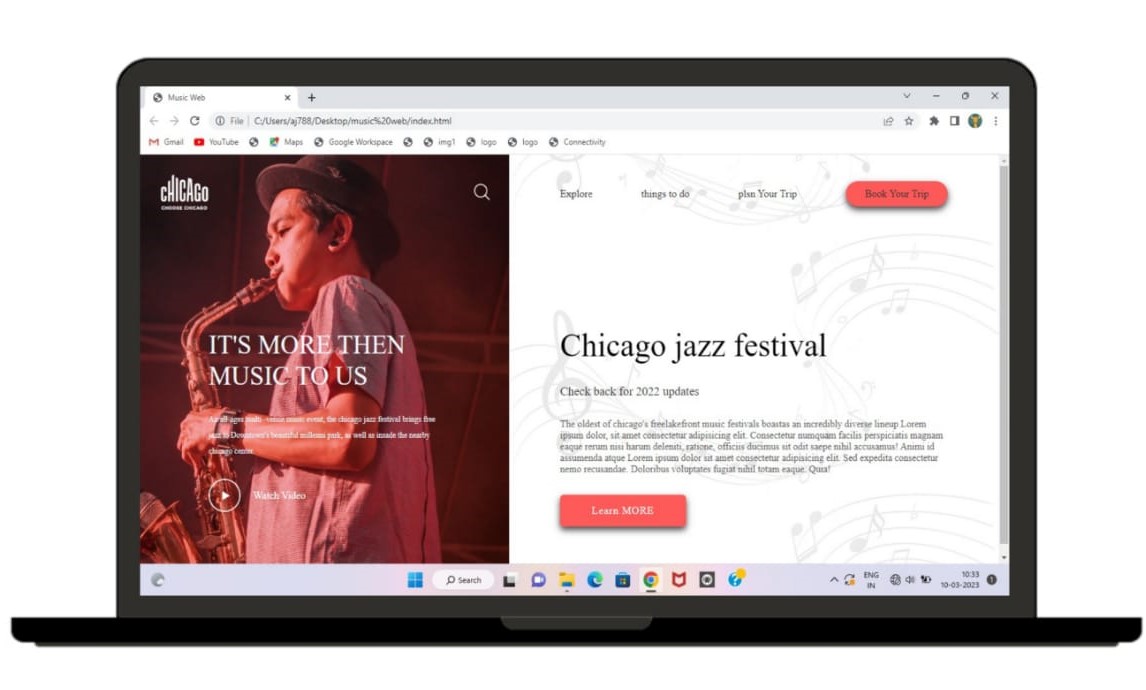 Music Web
File
C:/Users/aj788/Desktop/music%20web/index.html
Gmail
YouTube
Maps
Google Workspace
img1
logo
logo
Connectivity
CHICAGO
CHOOSE CHICAGO
Explore
things to do
plsn Your Trip
Book Your Trip
IT'S MORE THEN
MUSIC TO US
music event, the chicago jazz festival brings free
jazz to Downtown's beautiful park, as well as the nearby
chicago center.
Watch Video
Chicago jazz festival
Check back for 2022 updates
The oldest of chicago's freelakefront music festivals boastas an incredibly diverse lineup Lorem
ipsum dolor, sit amet consectetur adipisicing elit. Consectetur numquam facilis perspiciatis magnam
eaque rerum nisi harum deleniti, ratione, officiis ducimus sit odit saepe nihil accusamus! Animi id
assumenda atque Lorem ipsum dolor sit amet consectetur adipisicing elit. Sed expedita consectetur
nemo recusandae. Doloribus voluptates fugiat nihil totam eaque. Quia!
Learn MORE
Search
ENG
IN
10:33
10-03-2023
1